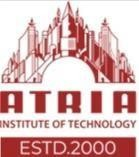 ATRIA
INSTITUTE OF TECHNOLOGY
ESTD.2000